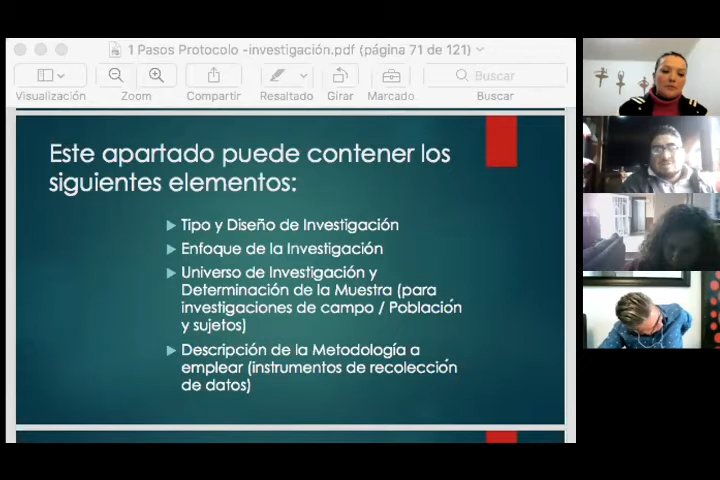 1 Pasos Protocolo -investigación.pdf (página 71 de 121)
Visualización Zoom Compartir Resaltado Girar Marcado Buscar
Buscar
Este apartado puede contener los
siguientes elementos:
Tipo y Diseño de Investigación
Enfoque de la Investigación
Universo de Investigación y
Determinación de la Muestra (para
investigaciones de campo / Población
y sujetos)
Descripción de la Metodología a
emplear (instrumentos de recolección
de datos)